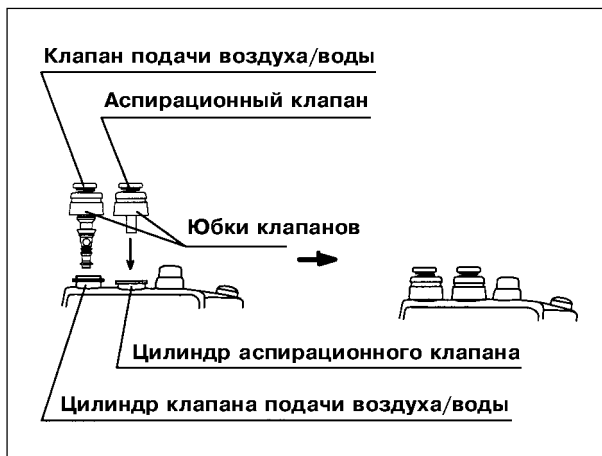 Клапан подачи воздуха/воды
Аспирационный клапан
Юбки клапанов
Цилиндр аспирационного клапана
Цилиндр клапана подачи воздуха/воды